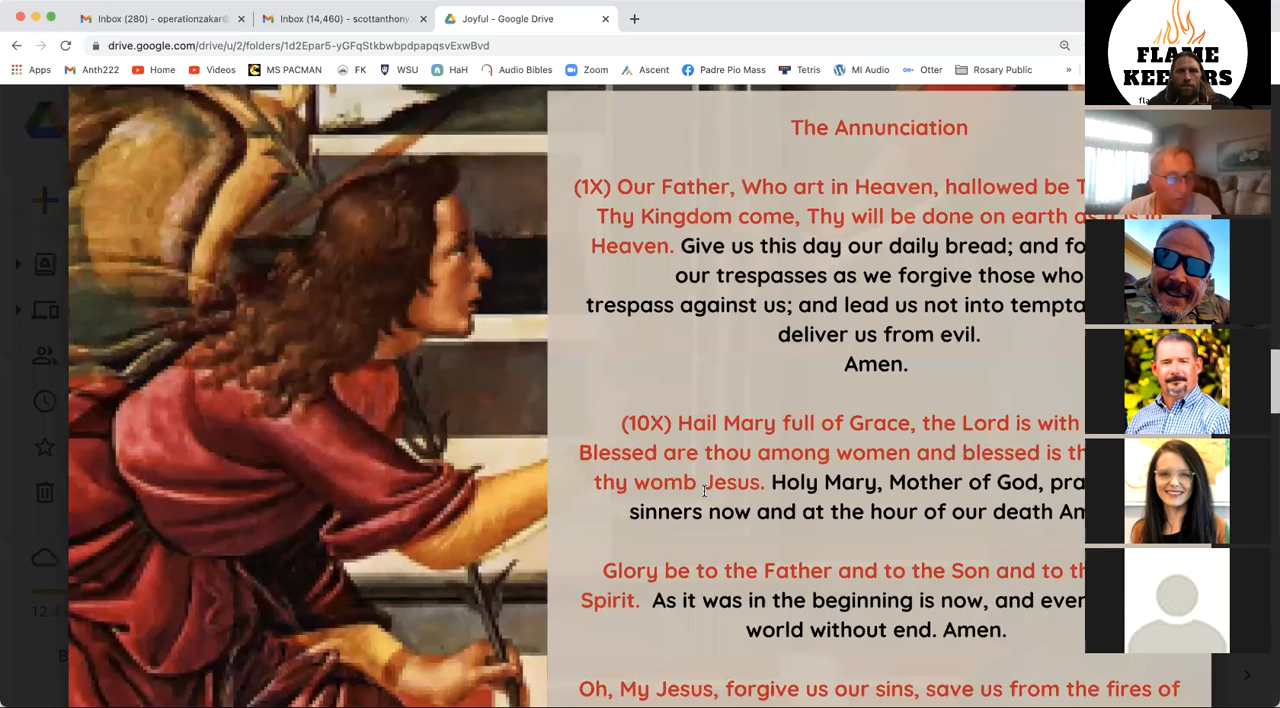 Inbox (280) - operationzakar@
Inbox (14,460) - scottanthony.
Joyful - Google Drive
drive.google.com/drive/u/2/folders/1d2Epar5-yGFqStkbwbpdpapqsvExwBvd
Apps Anth222 Home Videos MS PACMAN FK WSU Han Audio Bibles Zoom Ascent Padre Pio Mass Tetris MI Audio Otter Rosary Public »
FLAME
KEEPERS
The Annunciation
(1X) Our Father, Who art in Heaven, hallowed be T
Thy Kingdom come, Thy will be done on earth as it is in
Heaven. Give us this day our daily bread; and fo
our trespasses as we forgive those who
trespass against us; and lead us not into tempta
deliver us from evil.
Amen.
(10X) Hail Mary full of Grace, the Lord is with
Blessed are thou among women and blessed is th
thy womb Jesus. Holy Mary, Mother of God, pra
sinners now and at the hour of our death Am
Glory be to the Father and to the Son and to th
Spirit. As it was in the beginning is now, and ever
world without end. Amen.
Oh, My Jesus, forgive us our sins, save us from the fires of
12.4